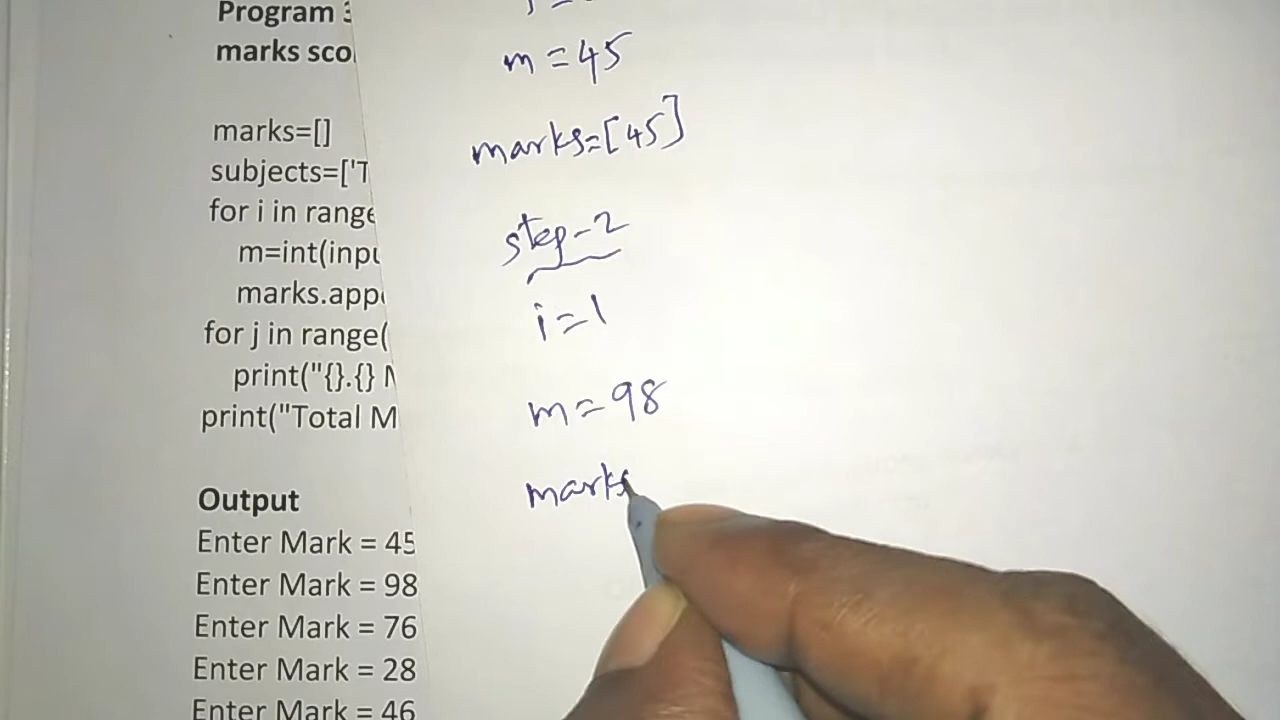 Program 3
marks sco
marks=[]
subjects=['T
for i in range
m=int(inpu
marks.appe
for j in range(
print("{}.{} M
print("Total M
Output
Enter Mark = 45
Enter Mark = 98
Enter Mark = 76
Enter Mark = 28
Enter Mark = 46
m=45
marks=[45]
step-2
i=1
m=98
marks